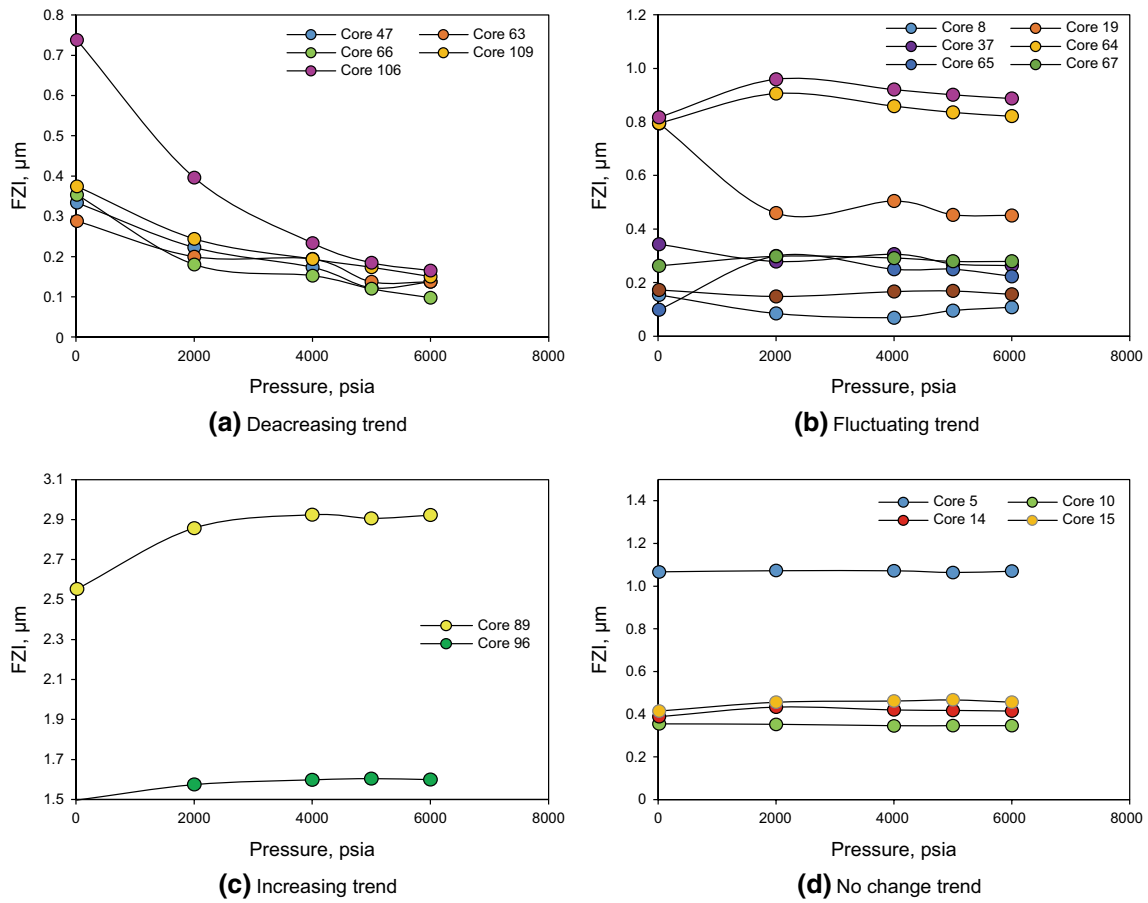 0.8
0.7
0.6
0.5
0.4
0.3
0.2
0.1
0
FZI, µm
Core 47
Core 63
Core 66
Core 109
Core 106
0
2000
4000
6000
8000
Pressure, psia
(a) Deacreasing trend
1.2
1.0
0.8
0.6
0.4
0.2
0
FZI, µm
Core 8
Core 19
Core 37
Core 64
Core 65
Core 67
0
2000
4000
6000
8000
Pressure, psia
(b) Fluctuating trend
3.1
2.9
2.7
2.5
2.3
2.1
1.9
1.7
1.5
FZI, µm
Core 89
Core 96
0
2000
4000
6000
8000
Pressure, psia
(c) Increasing trend
1.4
1.2
1.0
0.8
0.6
0.4
0.2
0
FZI, µm
Core 5
Core 10
Core 14
Core 15
0
2000
4000
6000
8000
Pressure, psia
(d) No change trend